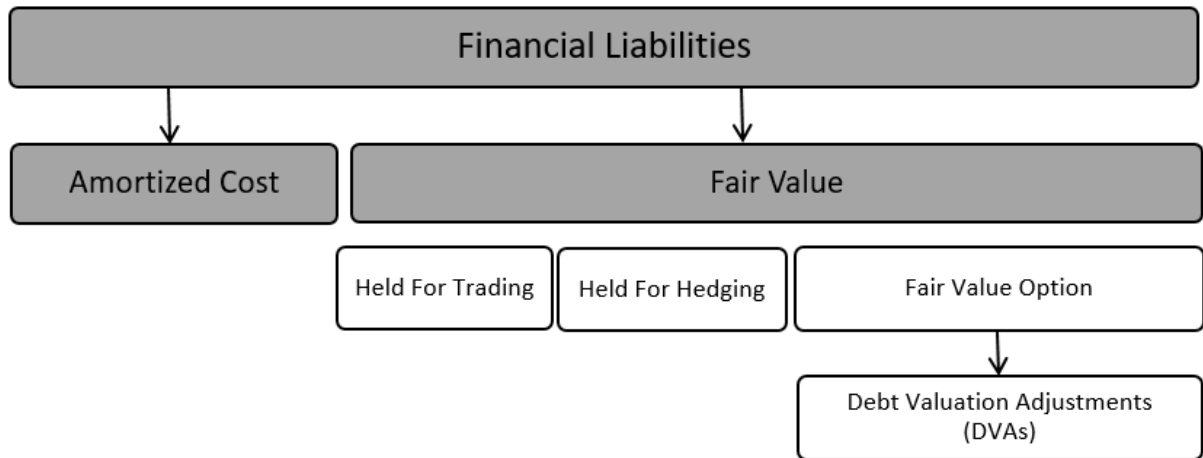 Financial Liabilities
Amortized Cost
Fair Value
Held For Trading
Held For Hedging
Fair Value Option
Debt Valuation Adjustments
(DVAs)